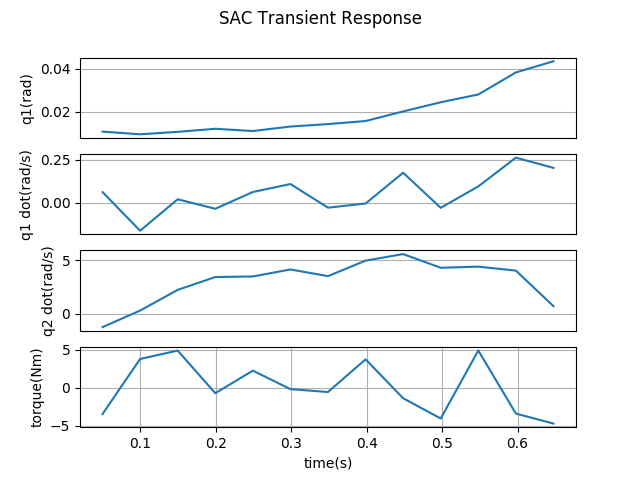 SAC Transient Response
q1(rad)
0.04
0.02
q1 dot(rad/s)
0.25
0.00
q2 dot(rad/s)
5
0
torque(Nm)
5
0
−5
0.1 0.2 0.3 0.4 0.5 0.6
time(s)